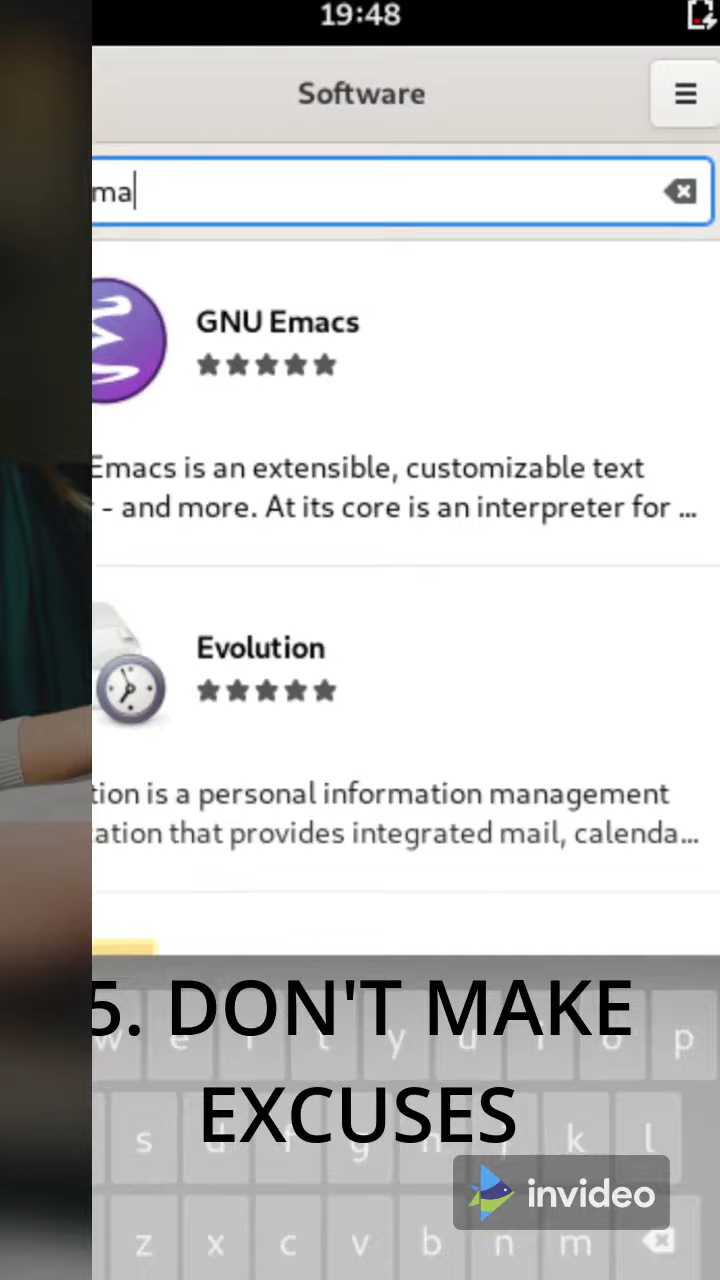 19:48
Software
ma
GNU Emacs
Emacs is an extensible, customizable text
- and more. At its core is an interpreter for ...
Evolution
tion is a personal information management
ation that provides integrated mail, calenda...
5. DON'T MAKE
EXCUSES
w e r t y u i o p
s d f g h j k l
invideo
z x c v b n m